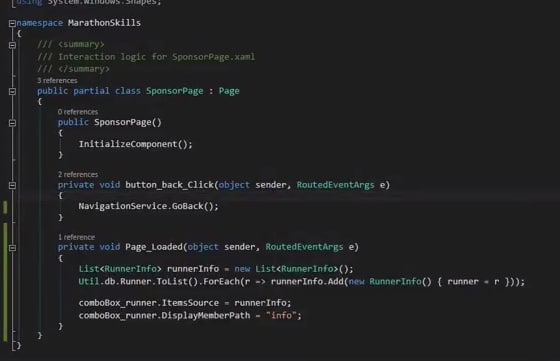 using System.Windows.Shapes;
namespace MarathonSkills
{
/// <summary>
/// Interaction logic for SponsorPage.xaml
/// </summary>
3 references
public partial class SponsorPage : Page
{
0 references
public SponsorPage()
{
InitializeComponent();
}
2 references
private void button_back_Click(object sender, RoutedEventArgs e)
{
NavigationService.GoBack();
}
1 reference
private void Page_Loaded(object sender, RoutedEventArgs e)
{
List<RunnerInfo> runnerInfo = new List<RunnerInfo>();
Util.db.Runner.ToList().ForEach(r => runnerInfo.Add(new RunnerInfo() { runner = r }));
comboBox_runner.ItemsSource = runnerInfo;
comboBox_runner.DisplayMemberPath = "info";
}
}
}